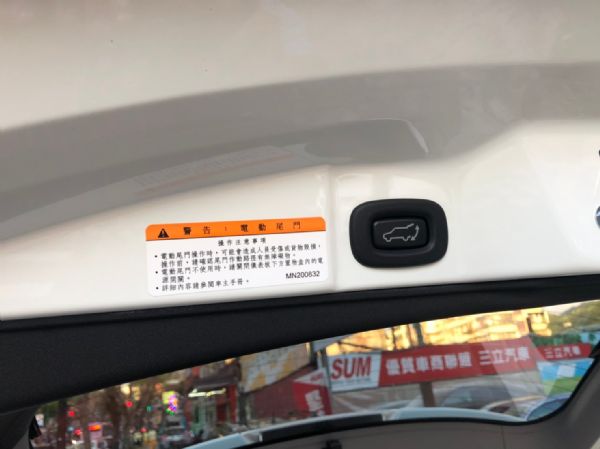 警告：電動尾門
操作注意事項
• 電動尾門操作時，可能會造成人員受傷或貨物毀損，
操作前，請確認尾門作動路徑有無障礙物。
• 電動尾門不使用時，請關閉儀表板下方置物盒內的電
源開關。
• 詳細內容請參閱車主手冊。
MN200832
SUM 優質車商聯盟 三立汽車